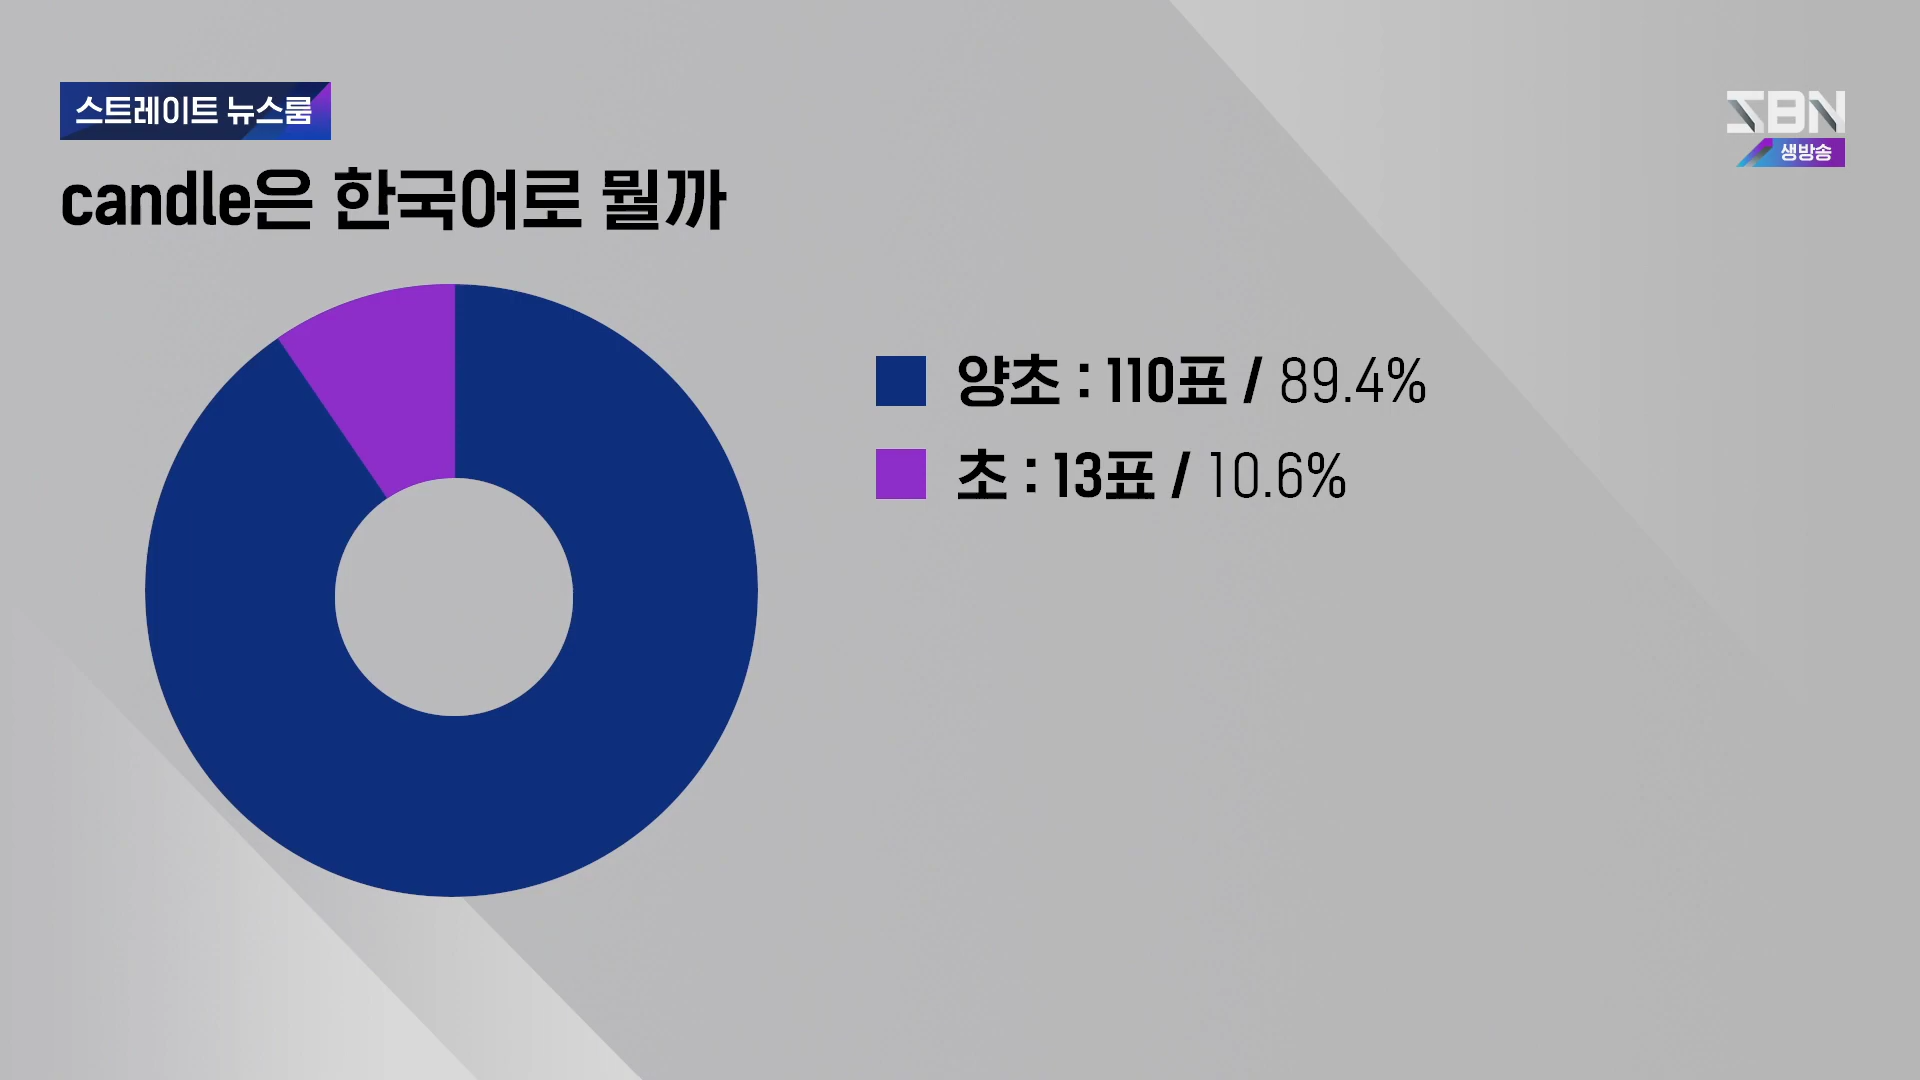 스트레이트 뉴스룸
SBN
생방송
candle은 한국어로 뭘까
양초 : 110표 / 89.4%
초 : 13표 / 10.6%